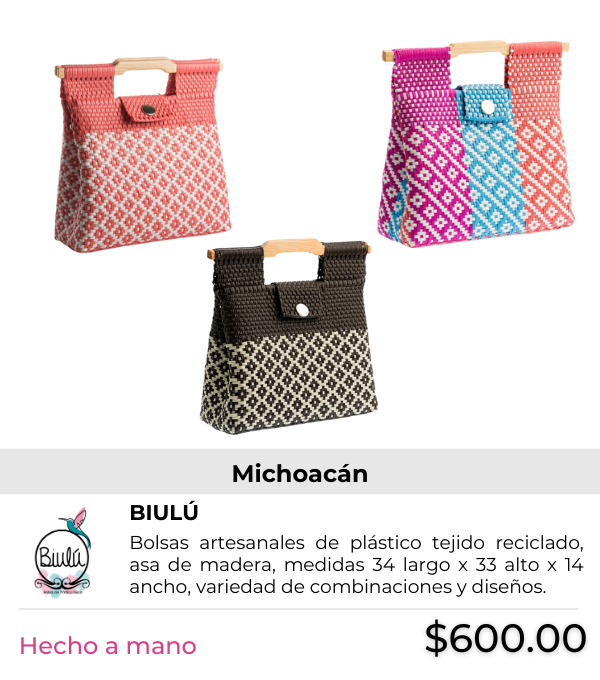 Michoacán
BIULÚ
Biulú
Bolsas artesanales de plástico tejido reciclado,
asa de madera, medidas 34 largo x 33 alto x 14
ancho, variedad de combinaciones y diseños.
Hecho a mano
$600.00